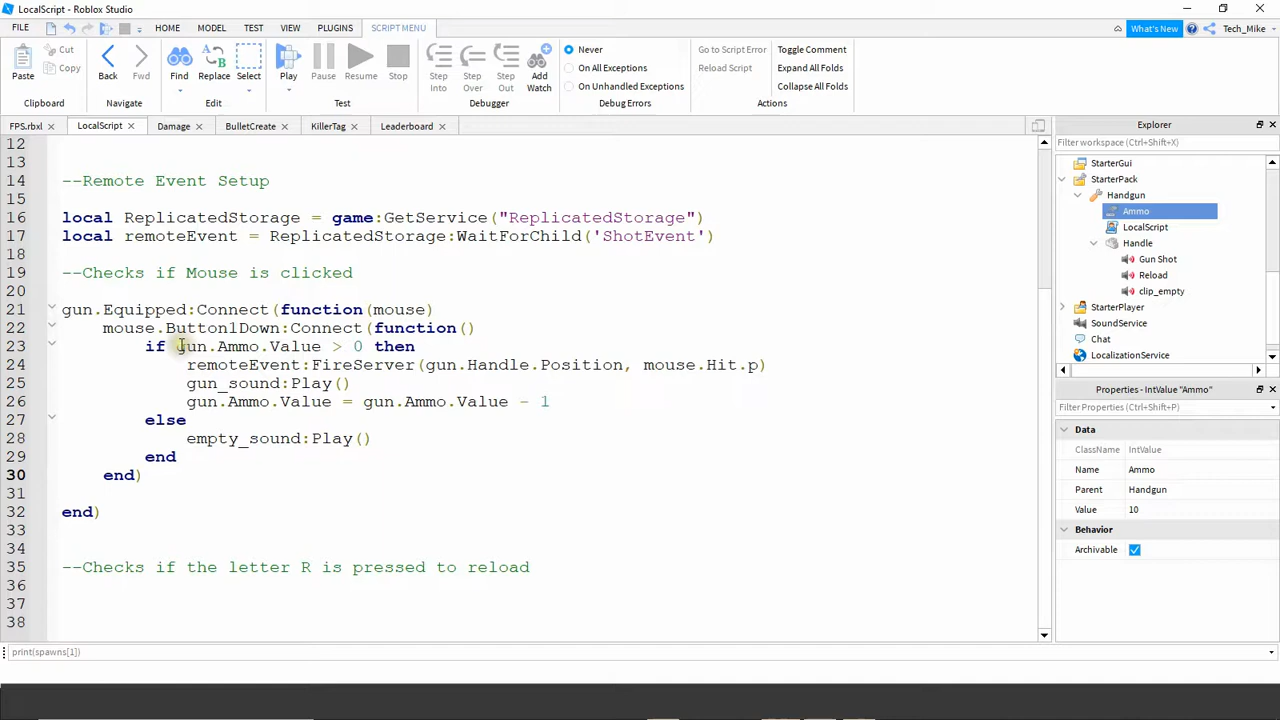 LocalScript - Roblox Studio
FILE HOME MODEL TEST VIEW PLUGINS SCRIPT MENU What's New Tech_Mike
Paste Cut Copy Back Fwd Find Replace Select Play Pause Resume Stop Step Into Step Over Step Out Add Watch Never On All Exceptions On Unhandled Exceptions Go to Script Error Reload Script Toggle Comment Expand All Folds Collapse All Folds
Clipboard Navigate Edit Test Debugger Debug Errors Actions
FPS.rbxl LocalScript Damage BulletCreate KillerTag Leaderboard
12
13
14 --Remote Event Setup
15
16 local ReplicatedStorage = game:GetService("ReplicatedStorage")
17 local remoteEvent = ReplicatedStorage:WaitForChild('ShotEvent')
18
19 --Checks if Mouse is clicked
20
21 gun.Equipped:Connect(function(mouse)
22 mouse.Button1Down:Connect(function()
23 if gun.Ammo.Value > 0 then
24 remoteEvent:FireServer(gun.Handle.Position, mouse.Hit.p)
25 gun_sound:Play()
26 gun.Ammo.Value = gun.Ammo.Value - 1
27 else
28 empty_sound:Play()
29 end
30 end)
31
32 end)
33
34
35 --Checks if the letter R is pressed to reload
36
37
38
print(spawns[1])
Explorer
Filter workspace (Ctrl+Shift+X)
StarterGui
StarterPack
Handgun
Ammo
LocalScript
Handle
Gun Shot
Reload
clip_empty
StarterPlayer
SoundService
Chat
LocalizationService
Properties - IntValue "Ammo"
Filter Properties (Ctrl+Shift+P)
Data
ClassName IntValue
Name Ammo
Parent Handgun
Value 10
Behavior
Archivable